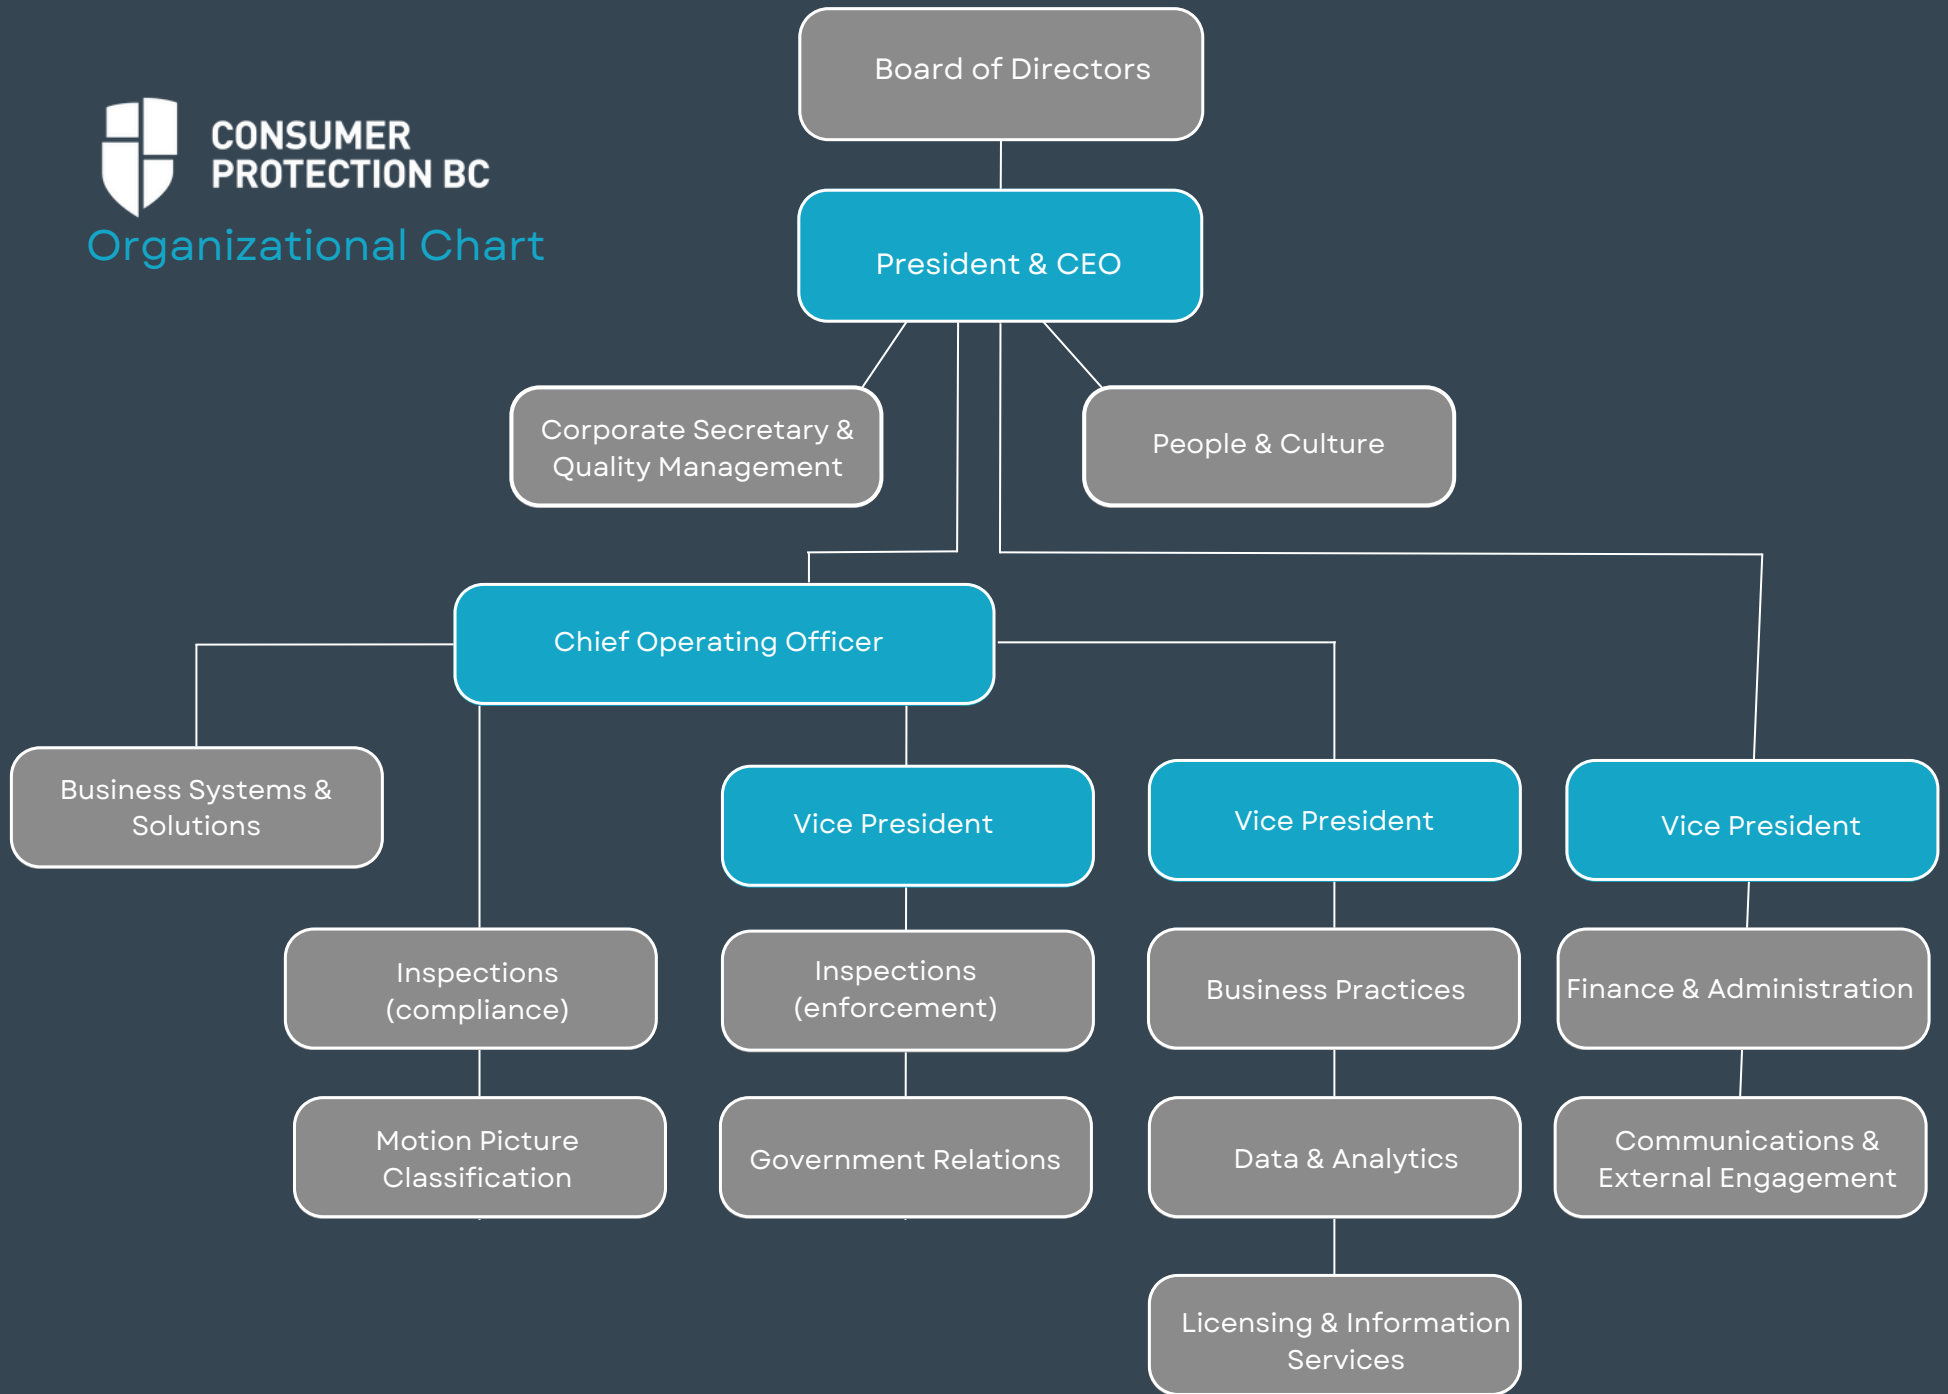 Board of Directors
CONSUMER
PROTECTION BC
Organizational Chart
President & CEO
Corporate Secretary &
Quality Management
People & Culture
Chief Operating Officer
Business Systems &
Solutions
Vice President
Vice President
Vice President
Inspections
(compliance)
Inspections
(enforcement)
Business Practices
Finance & Administration
Motion Picture
Classification
Government Relations
Data & Analytics
Communications &
External Engagement
Licensing & Information
Services